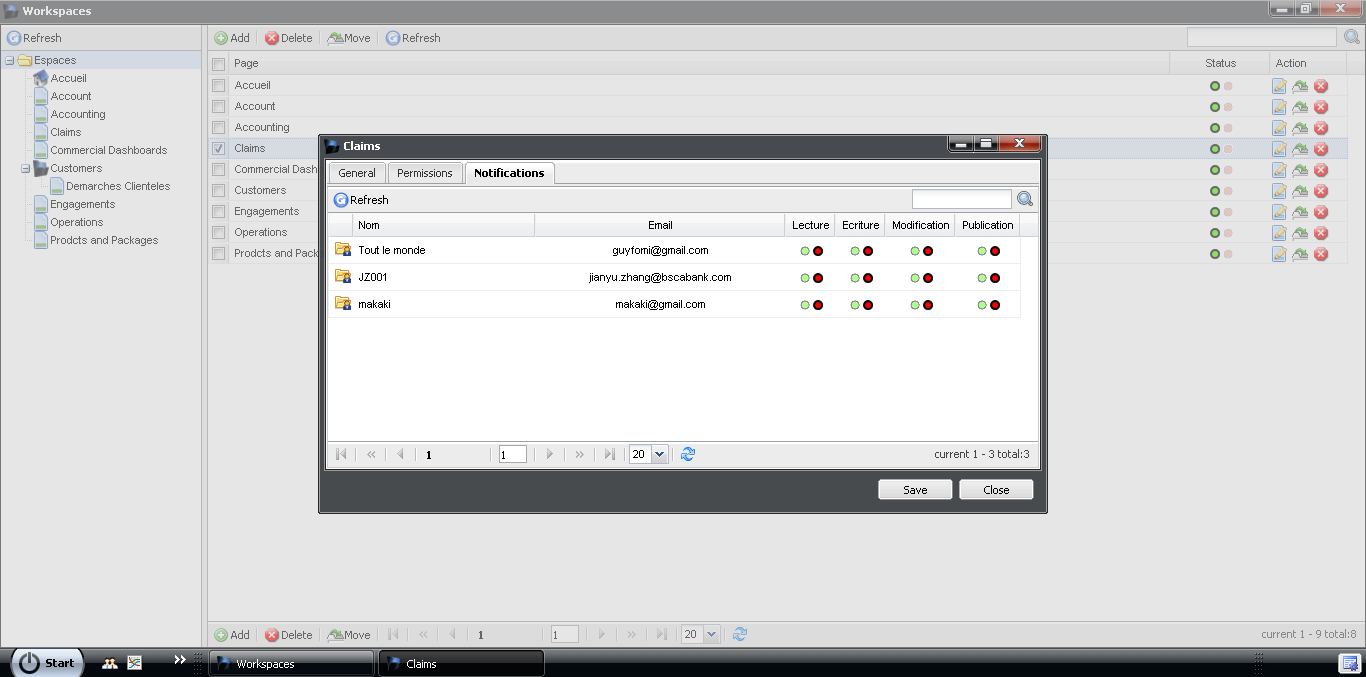 Workspaces
Refresh
Add Delete Move Refresh
Espaces
Accueil
Account
Accounting
Claims
Commercial Dashboards
Customers
Demarches Clienteles
Engagements
Operations
Prodcts and Packages
Page Status Action
Accueil
Account
Accounting
Claims
Commercial Dash
Customers
Engagements
Operations
Prodcts and Pack
Claims
General Permissions Notifications
Refresh
Nom Email Lecture Ecriture Modification Publication
Tout le monde guyfomi@gmail.com
JZ001 jianyu.zhang@bscabank.com
makaki makaki@gmail.com
1 1 20 current 1 - 3 total:3
Save Close
Add Delete Move 1 1 20 current 1 - 9 total:8
Start Workspaces Claims